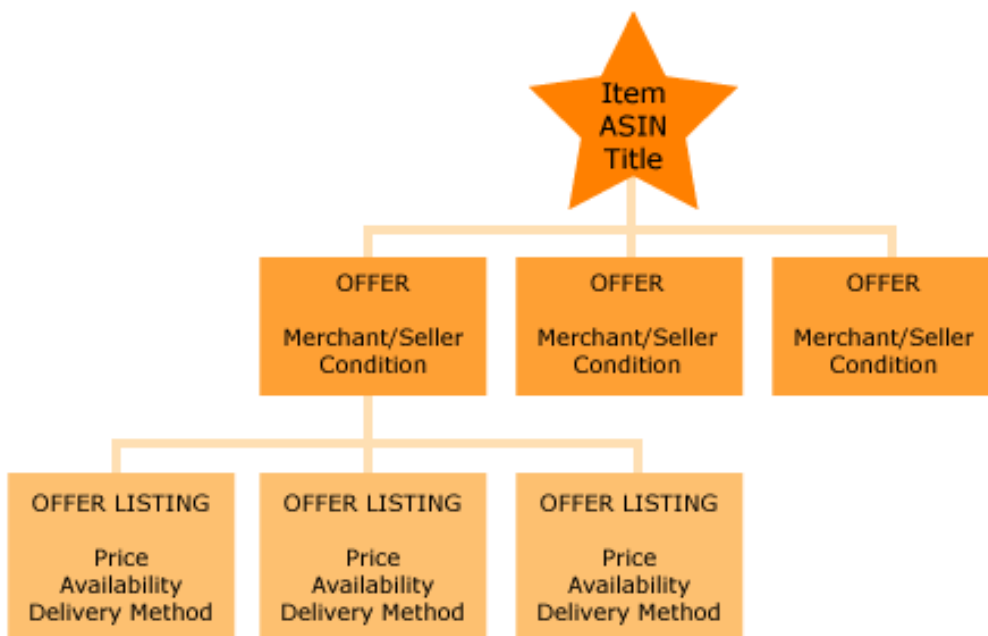 Item
ASIN
Title
OFFER
Merchant/Seller
Condition
OFFER
Merchant/Seller
Condition
OFFER
Merchant/Seller
Condition
OFFER LISTING
Price
Availability
Delivery Method
OFFER LISTING
Price
Availability
Delivery Method
OFFER LISTING
Price
Availability
Delivery Method